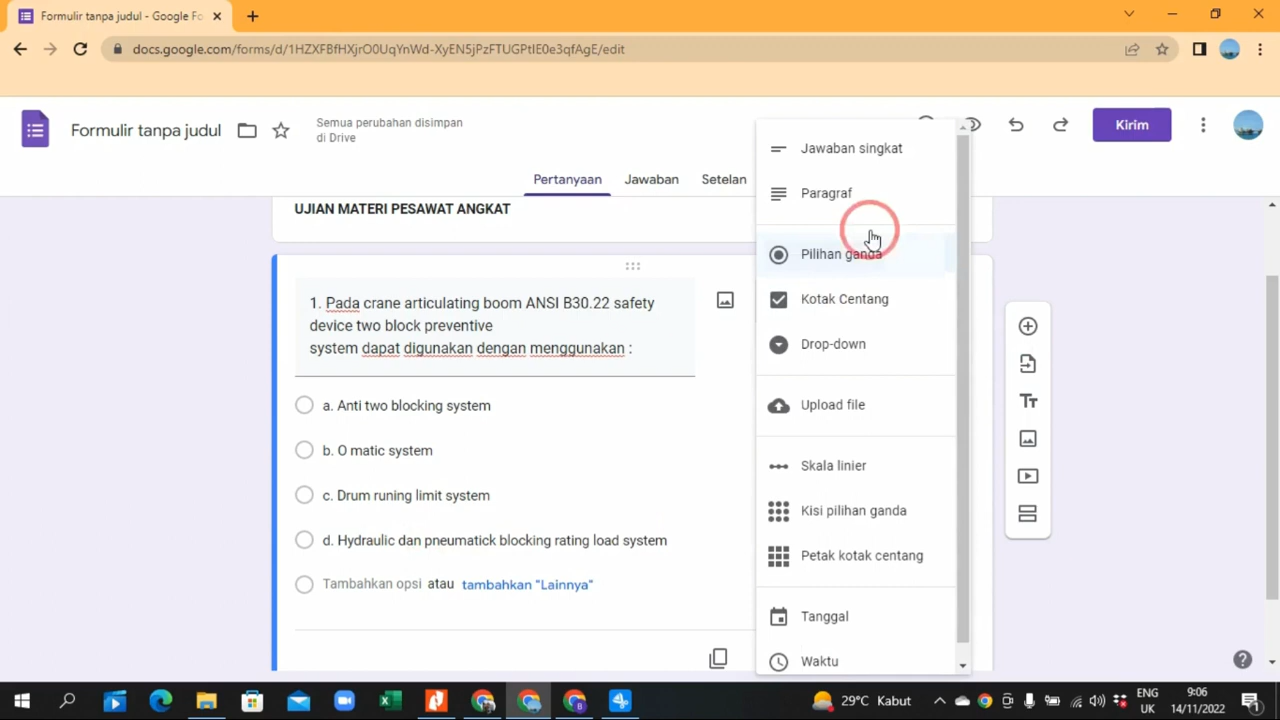 Formulir tanpa judul - Google Fo
docs.google.com/forms/d/1HZXFBfHXjrO0UqYnWd-XyEN5jPzFTUGPtIE0e3qfAgE/edit
Formulir tanpa judul
Semua perubahan disimpan
di Drive
Kirim
Pertanyaan
Jawaban
Setelan
UJIAN MATERI PESAWAT ANGKAT
1. Pada crane articulating boom ANSI B30.22 safety
device two block preventive
system dapat digunakan dengan menggunakan :
a. Anti two blocking system
b. O matic system
c. Drum runing limit system
d. Hydraulic dan pneumatick blocking rating load system
Tambahkan opsi atau tambahkan "Lainnya"
Jawaban singkat
Paragraf
Pilihan ganda
Kotak Centang
Drop-down
Upload file
Skala linier
Kisi pilihan ganda
Petak kotak centang
Tanggal
Waktu
Tт
29°C Kabut
ENG
UK
9:06
14/11/2022